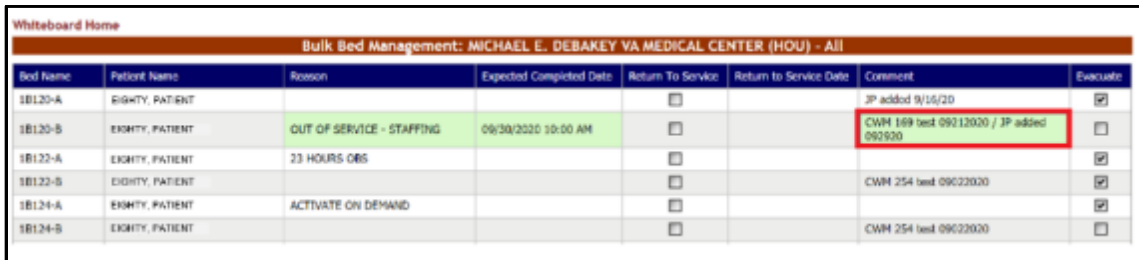 Whiteboard Home
Bulk Bed Management: MICHAEL E. DEBAKEY VA MEDICAL CENTER (HOU) - All
Bed Name Patient Name Reason Expected Completed Date Return To Service Return to Service Date Comment Evacuate
1B120-A EIGHTY, PATIENT JP added 9/16/20
1B120-B EIGHTY, PATIENT OUT OF SERVICE - STAFFING 09/30/2020 10:00 AM CWM 169 test 09212020 / JP added
092920
1B122-A EIGHTY, PATIENT 23 HOURS OBS
1B122-B EIGHTY, PATIENT CWM 254 test 09022020
1B124-A EIGHTY, PATIENT ACTIVATE ON DEMAND
1B124-B EIGHTY, PATIENT CWM 254 test 09022020